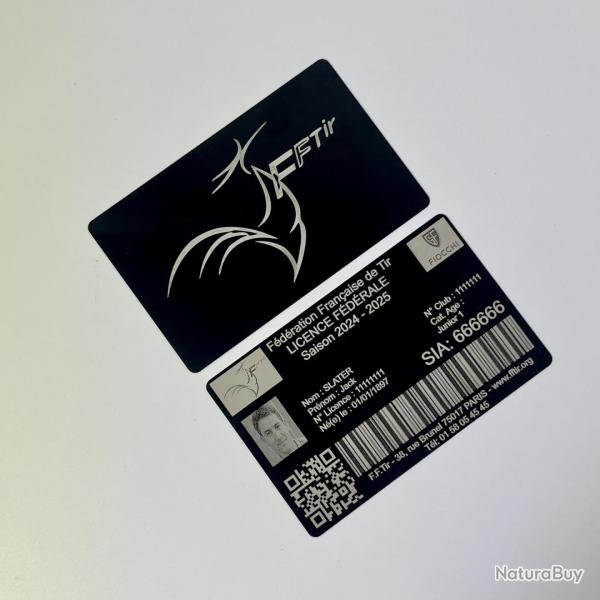 FFTir
FIOCCHI
Fédération Française de Tir
LICENCE FÉDÉRALE
Saison 2024 - 2025
N° Club : 1111111
Cat. Age :
Junior 1
SIA: 666666
Nom : SLATER
Prénom : Jack
N° Licence : 11111111
Né(e) le : 01/01/1897
F.F.Tir - 38, rue Brunel 75017 PARIS - www.fftir.org
Tél: 01 58 05 45 45
NaturaBuy